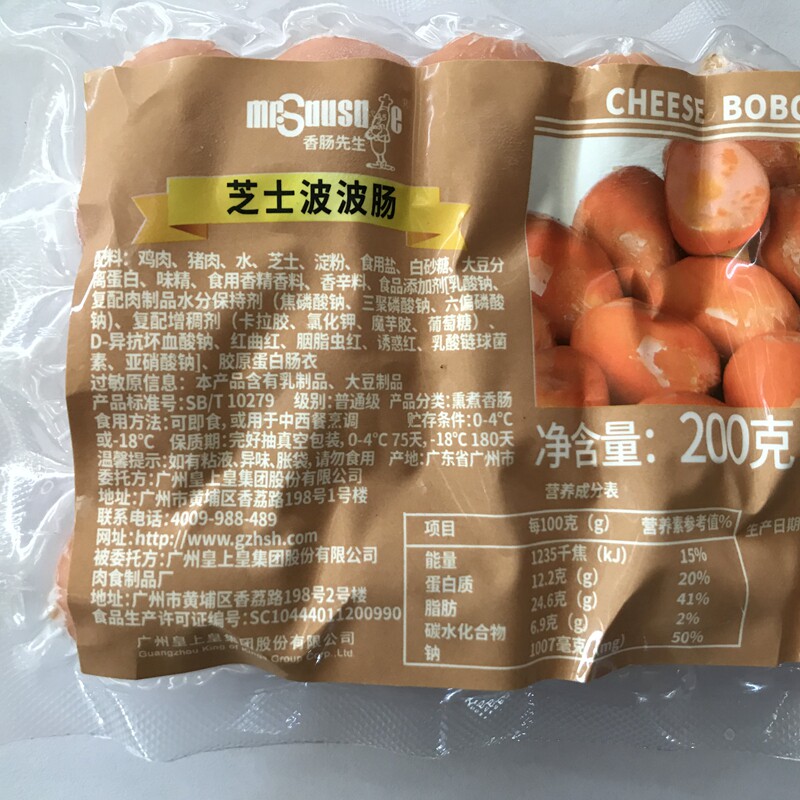 mr.Sausage
香肠先生
芝士波波肠
配料：鸡肉、猪肉、水、芝士、淀粉、食用盐、白砂糖、大豆分
离蛋白、味精、食用香精香料、香辛料、食品添加剂[乳酸钠、
复配肉制品水分保持剂（焦磷酸钠、三聚磷酸钠、六偏磷酸
钠)、复配增稠剂（卡拉胶、氯化钾、魔芋胶、葡萄糖）、
D-异抗坏血酸钠、红曲红、胭脂虫红、诱惑红、乳酸链球菌
素、亚硝酸钠]、胶原蛋白肠衣
过敏原信息：本产品含有乳制品、大豆制品
产品标准号：SB/T 10279 级别：普通级 产品分类：熏煮香肠
食用方法：可即食，或用于中西餐烹调 贮存条件：0-4°C
或-18°C 保质期：完好抽真空包装，0-4°C 75天，-18°C 180天
温馨提示：如有粘液、异味、胀袋，请勿食用 产地：广东省广州市
委托方：广州皇上皇集团股份有限公司
地址：广州市黄埔区香荔路198号1号楼
联系电话：4009-988-489
网址：http://www.gzhsh.com
被委托方：广州皇上皇集团股份有限公司
肉食制品厂
地址：广州市黄埔区香荔路198号2号楼
食品生产许可证编号：SC10444011200990
广州皇上皇集团股份有限公司
Guangzhou King of Group Corp.,Ltd
CHEESE BOBO
净含量：200克
营养成分表
项目 每100克（g） 营养素参考值%
能量 1235千焦（kJ） 15%
蛋白质 12.2克（g） 20%
脂肪 24.6克（g） 41%
碳水化合物 6.9克（g） 2%
钠 1007毫克（mg） 50%
生产日期